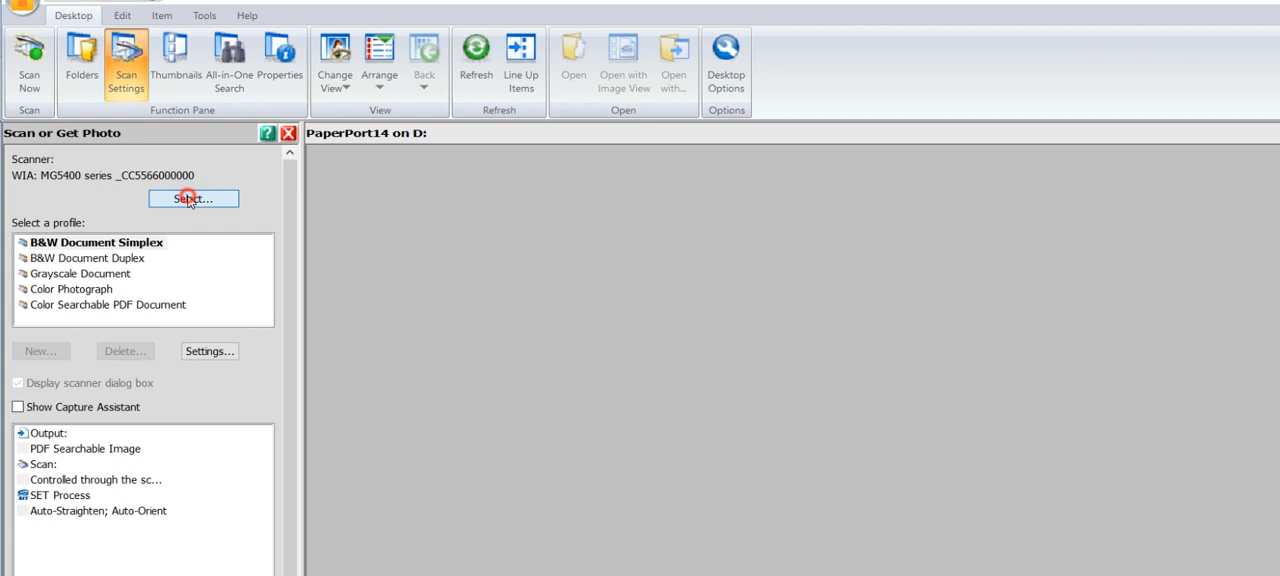 Desktop Edit Item Tools Help
Scan Now Folders Scan Settings Thumbnails All-in-One Search Properties Change View Arrange Back Refresh Line Up Items Open Open with Image View Open with... Desktop Options
Scan Function Pane View Refresh Open Options
Scan or Get Photo PaperPort14 on D:
Scanner:
WIA: MG5400 series _CC5566000000
Select...
Select a profile:
B&W Document Simplex
B&W Document Duplex
Grayscale Document
Color Photograph
Color Searchable PDF Document
New... Delete... Settings...
Display scanner dialog box
Show Capture Assistant
Output:
PDF Searchable Image
Scan:
Controlled through the sc...
SET Process
Auto-Straighten; Auto-Orient